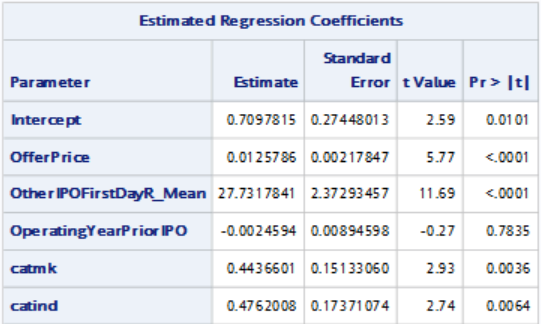 Estimated Regression Coefficients
Parameter Estimate Standard Error t Value Pr > |t|
Intercept 0.7097815 0.27448013 2.59 0.0101
OfferPrice 0.0125786 0.00217847 5.77 <.0001
OtherIPOFirstDayR_Mean 27.7317841 2.37293457 11.69 <.0001
OperatingYearPriorIPO -0.0024594 0.00894598 -0.27 0.7835
catmk 0.4436601 0.15133060 2.93 0.0036
catind 0.4762008 0.17371074 2.74 0.0064